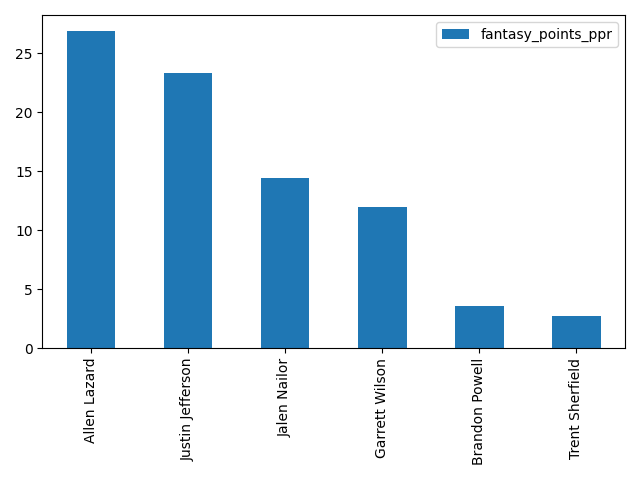 fantasy_points_ppr
25
20
15
10
5
0
Allen Lazard
Justin Jefferson
Jalen Nailor
Garrett Wilson
Brandon Powell
Trent Sherfield